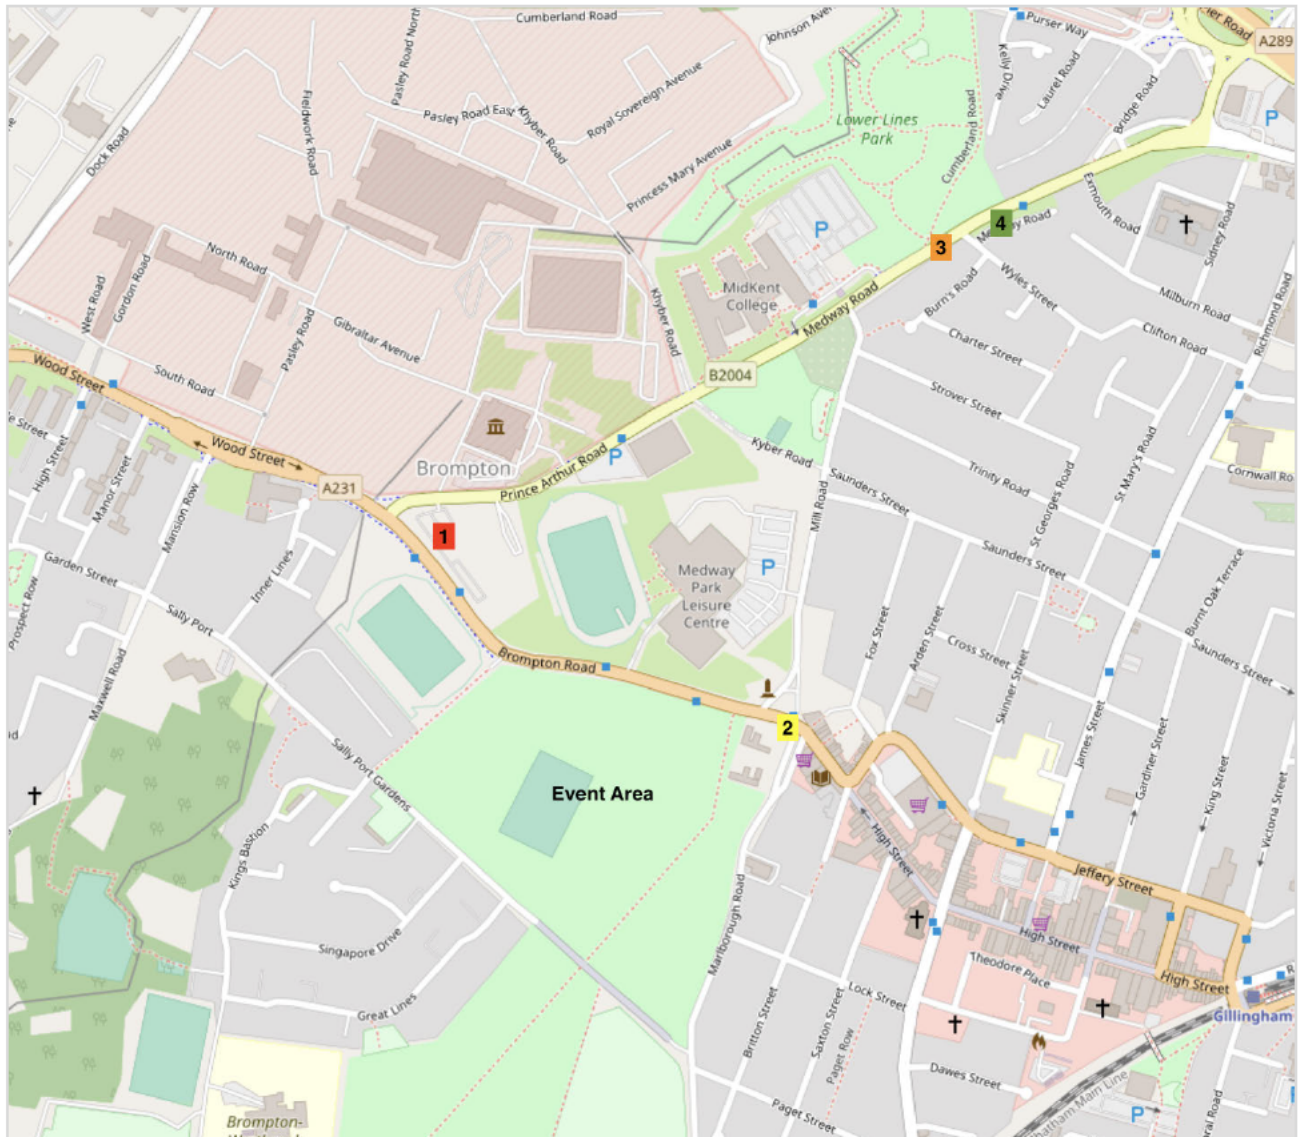 Cumberland Road
Johnson Aven
Purser Way
ier Road
A289
Pasley Road North
Kelly Drive
Laurel Road
Bridge Road
Dock Road
Fieldwork Road
Pasley Road East
Khyber Road
Royal Sovereign Avenue
Lower Lines
Park
Cumberland Road
P
Princess Mary Avenue
Exmouth Road
4
3
P
Sidney Road
North Road
West Road
Gordon Road
MidKent
College
Khyber Road
Medway Road
Burn's Road
Wyles Street
Milburn Road
Richmond Road
Pasley Road
Gibraltar Avenue
Charter Street
Clifton Road
Wood Street
South Road
B2004
Strover Street
e Street
High Street
Manor Street
Wood Street
Brompton
Prince Arthur Road
P
Kyber Road
Trinity Road
St Mary's Road
Cornwall Ro
A231
Mansion Row
Saunders Street
Mill Road
St Georges Road
1
Saunders Street
Garden Street
Inner Lines
Medway
Park
Leisure
Centre
P
Burnt Oak Terrace
Prospect Row
Sally Port
Fox Street
Arden Street
Cross Street
Saunders Street
Maxwell Road
Brompton Road
Skinner Street
James Street
2
Gardiner Street
King Street
Victoria Street
Sally Port Gardens
Event Area
High Street
Kings Bastion
Jeffery Street
Singapore Drive
Marlborough Road
High Street
Theodore Place
High Street
Great Lines
Lock Street
Gillingham
Britton Street
Saxton Street
Paget Row
Dawes Street
Chatham Main Line
P
Paget Street
oral Road
Brompton-